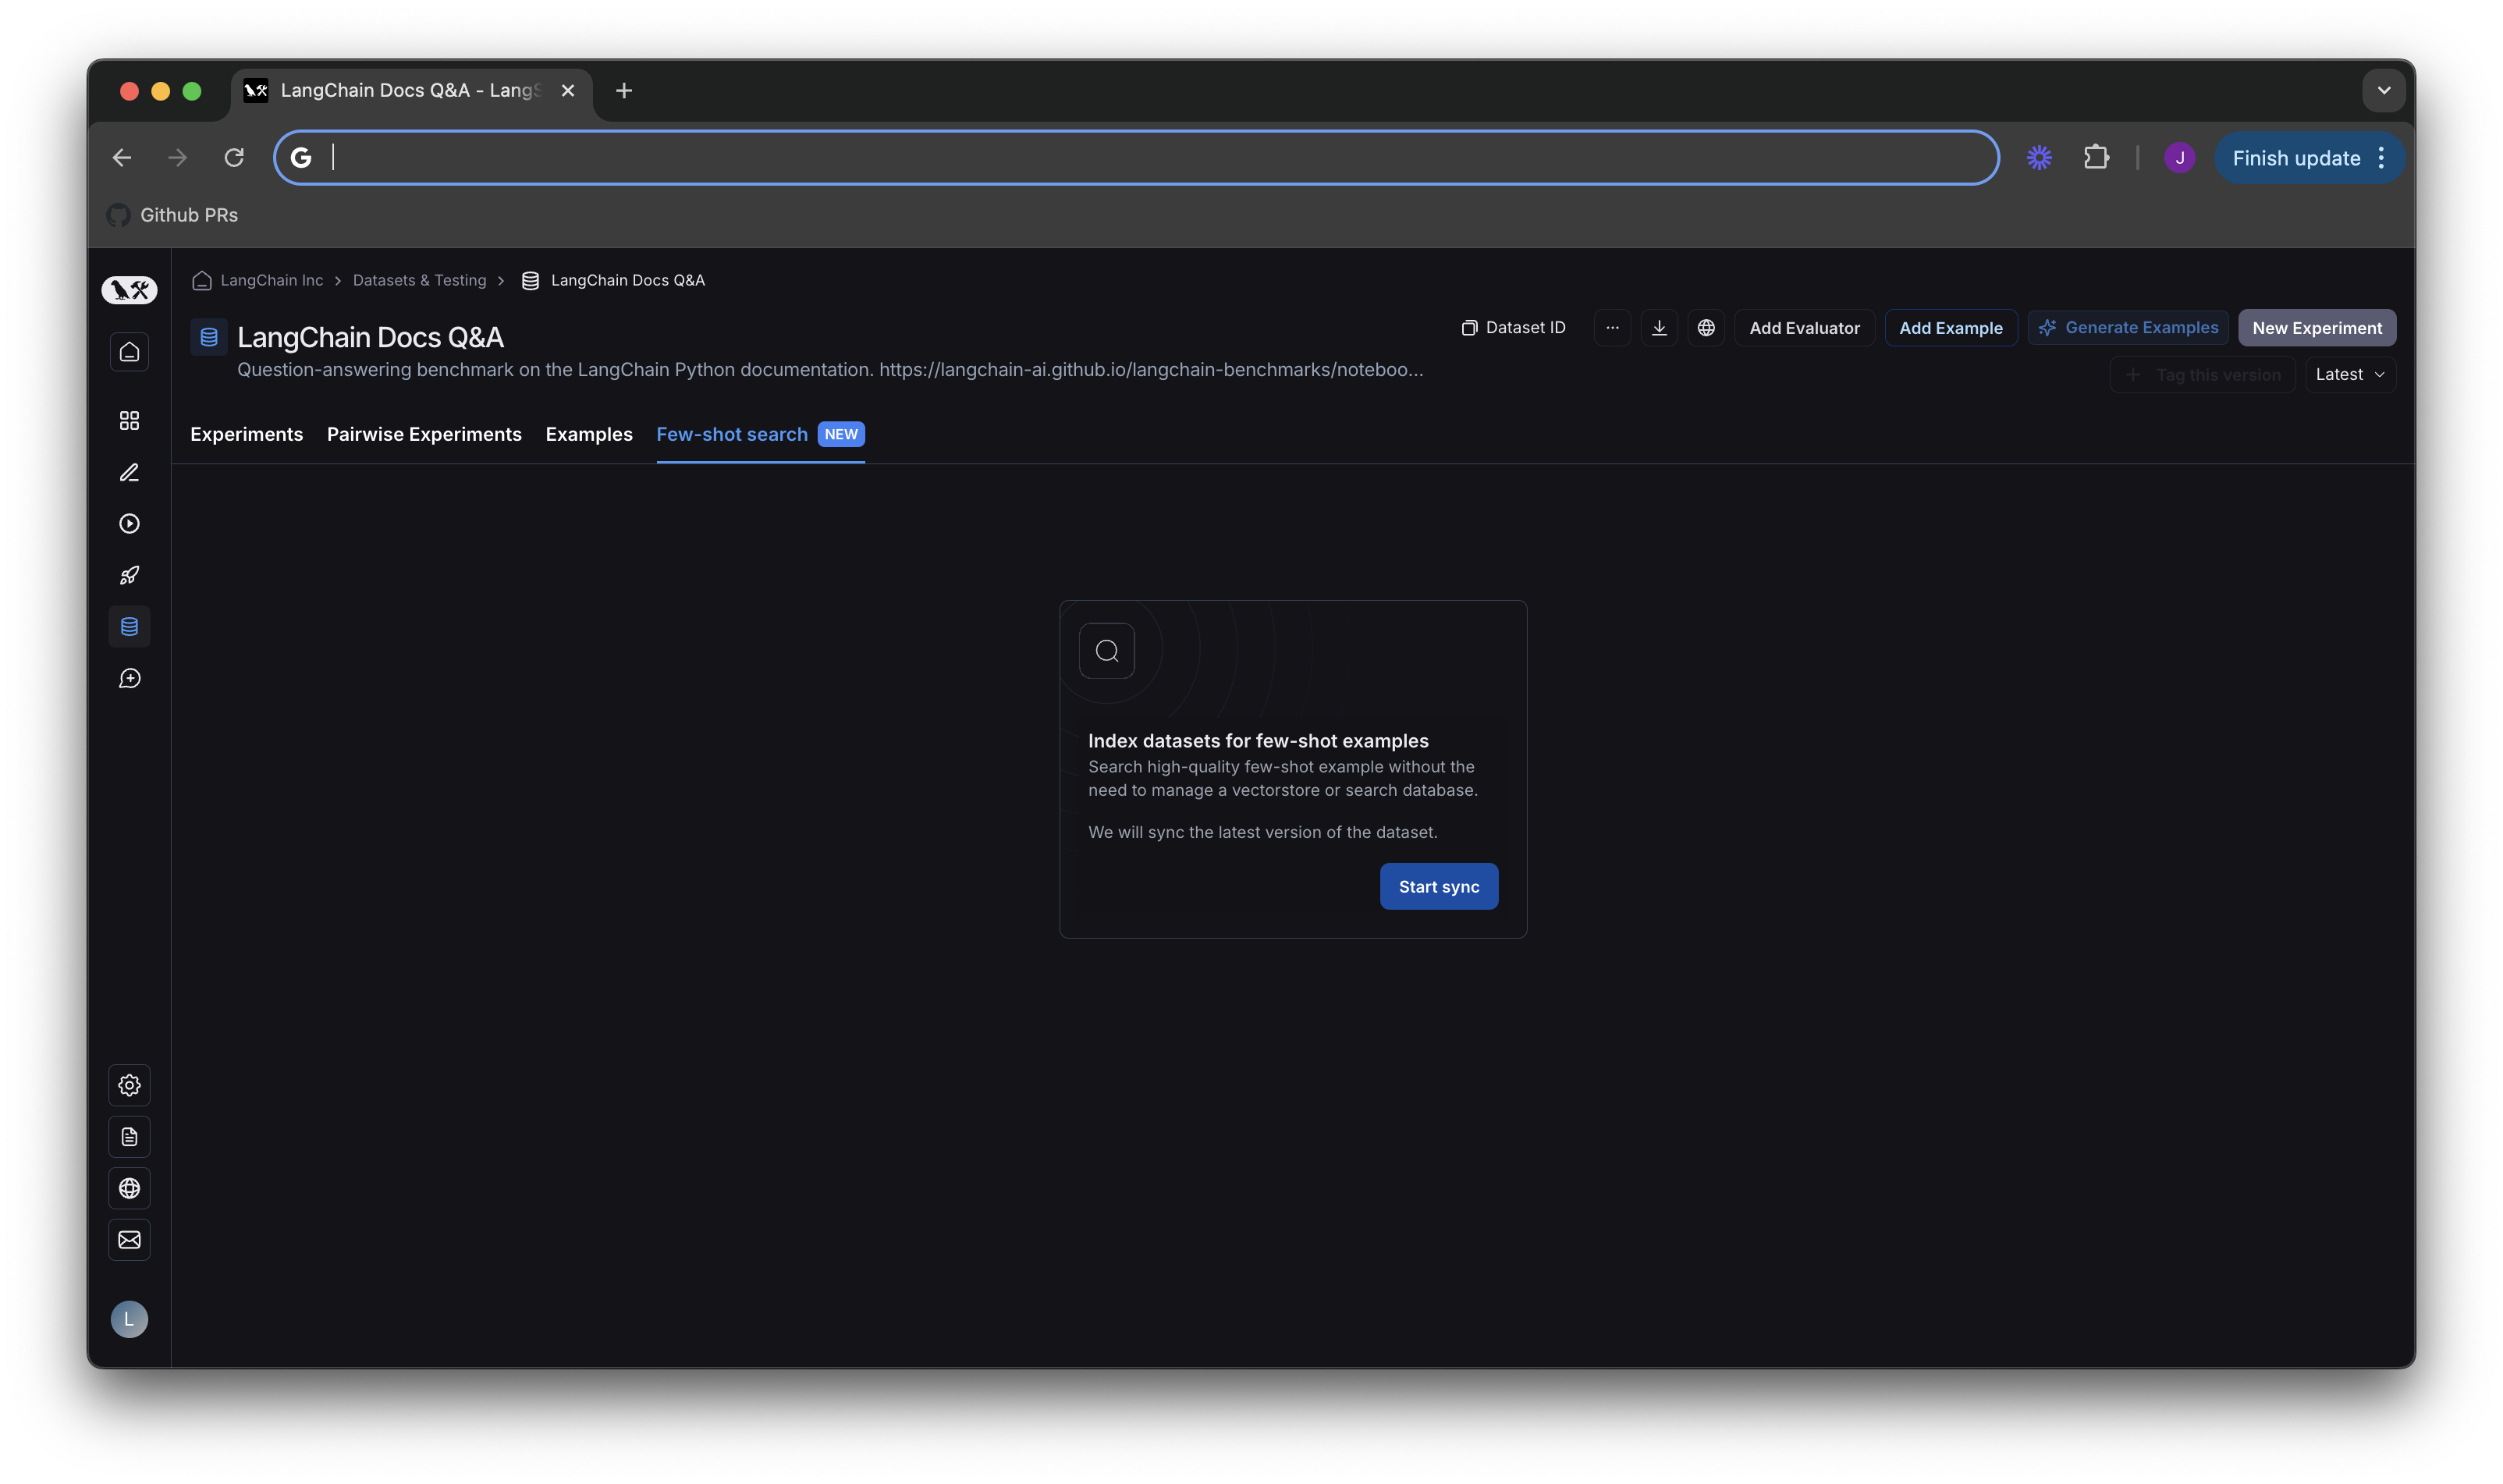 LangChain Docs Q&A - Lang
Finish update
J
Github PRs
LangChain Inc > Datasets & Testing > LangChain Docs Q&A
LangChain Docs Q&A
Question-answering benchmark on the LangChain Python documentation. https://langchain-ai.github.io/langchain-benchmarks/noteboo...
Dataset ID
Add Evaluator
Add Example
Generate Examples
New Experiment
Tag this version
Latest
Experiments
Pairwise Experiments
Examples
Few-shot search NEW
Index datasets for few-shot examples
Search high-quality few-shot example without the
need to manage a vectorstore or search database.
We will sync the latest version of the dataset.
Start sync
L